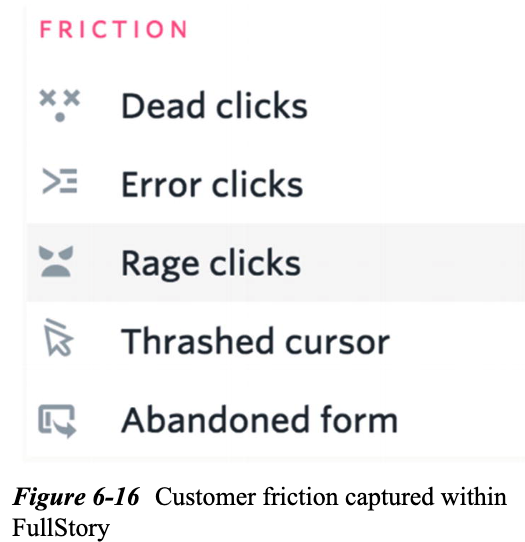 FRICTION
Dead clicks
Error clicks
Rage clicks
Thrashed cursor
Abandoned form
Figure 6-16 Customer friction captured within
FullStory